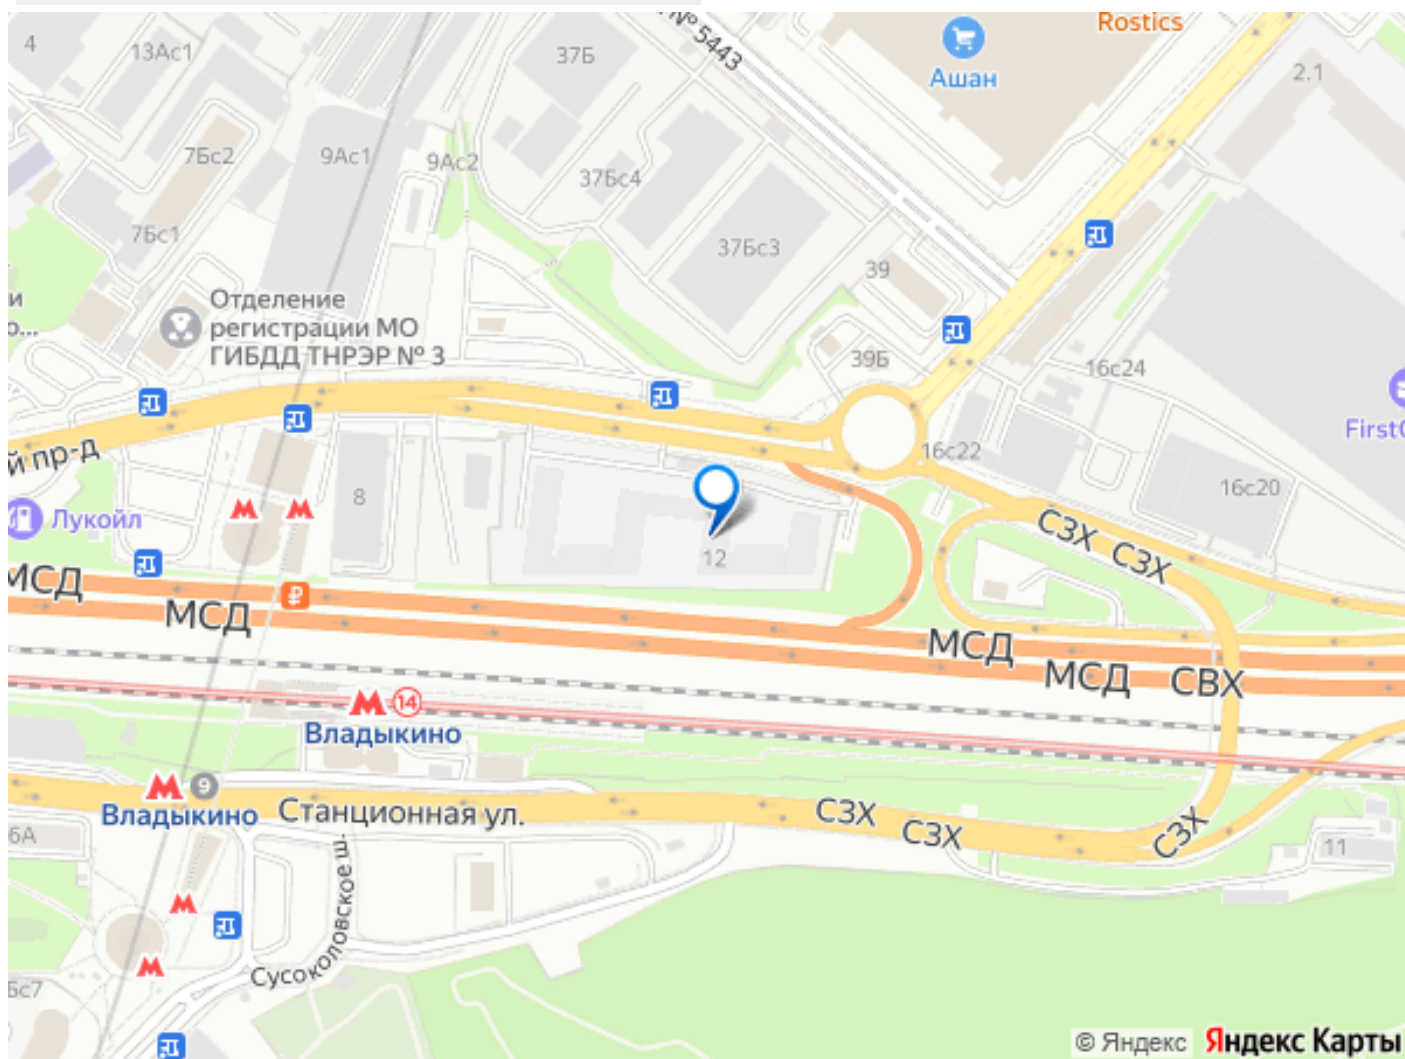 4
13Ас1
37Б
№ 5443
Ашан
Rostics
2.1
7Бс2
9Ас1
9Ас2
37Бс4
7Бс1
37Бс3
39
Отделение
регистрации МО
ГИБДД ТНРЭР № 3
и
о...
39Б
16с24
й пр-д
16с22
16с20
Лукойл
8
12
СЗХ
СЗХ
МСД
МСД
МСД
МСД
СВХ
14
Владыкино
9
Владыкино
Станционная ул.
СЗХ
СЗХ
СЗХ
6А
11
Сусоколовское ш.
Бс7
© Яндекс
Яндекс Карты